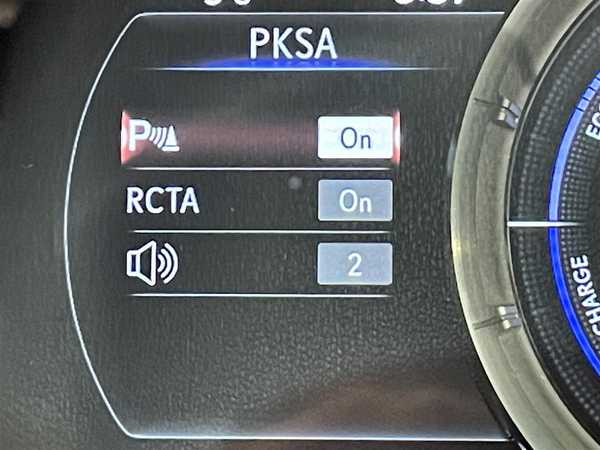 PKSA
P On
RCTA On
2
CHARGE